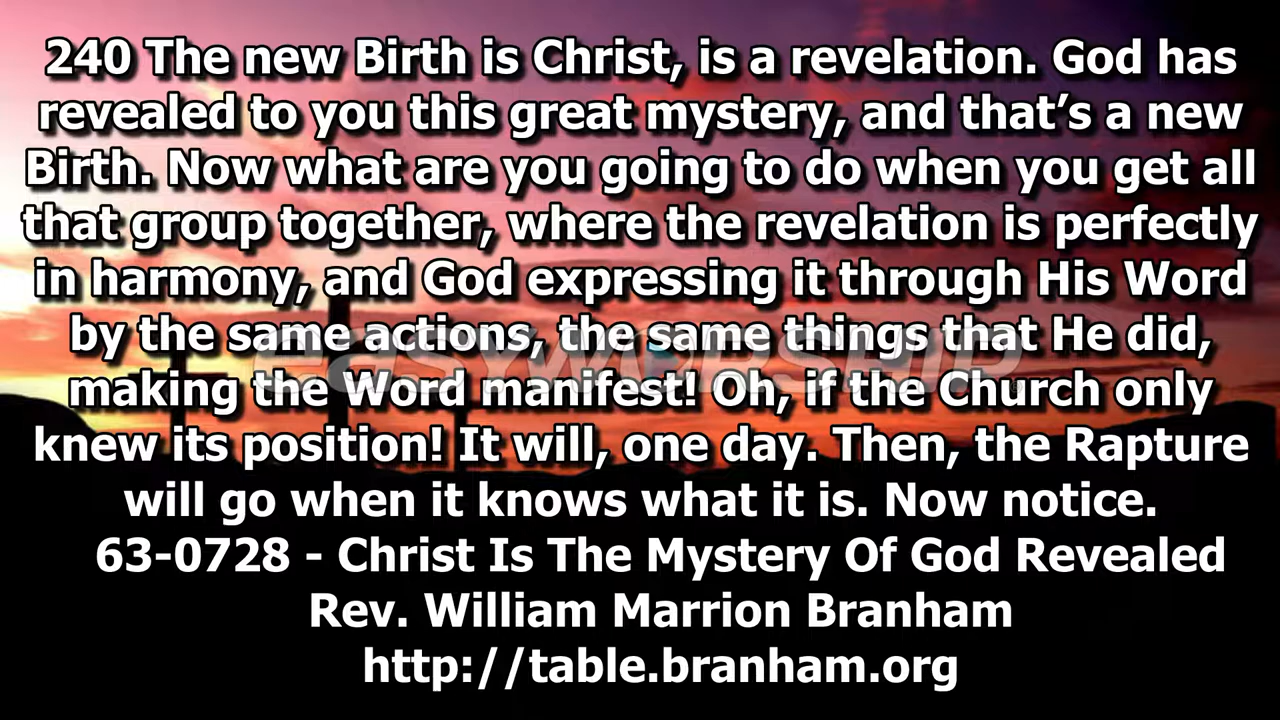 240 The new Birth is Christ, is a revelation. God has
revealed to you this great mystery, and that’s a new
Birth. Now what are you going to do when you get all
that group together, where the revelation is perfectly
in harmony, and God expressing it through His Word
by the same actions, the same things that He did,
easyworship
making the Word manifest! Oh, if the Church only
knew its position! It will, one day. Then, the Rapture
will go when it knows what it is. Now notice.
63-0728 - Christ Is The Mystery Of God Revealed
Rev. William Marrion Branham
http://table.branham.org